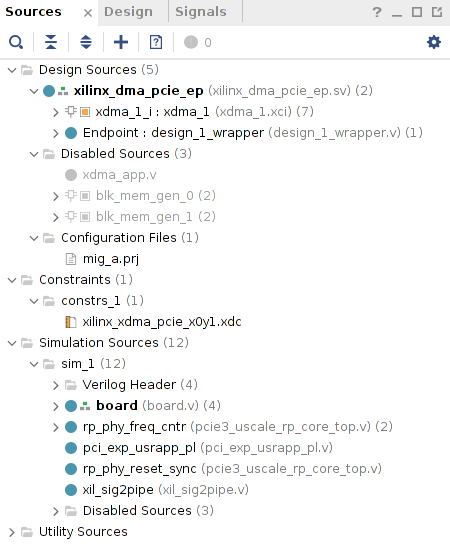 Sources × Design Signals ? _
0
Design Sources (5)
xilinx_dma_pcie_ep (xilinx_dma_pcie_ep.sv) (2)
xdma_1_i : xdma_1 (xdma_1.xci) (7)
Endpoint : design_1_wrapper (design_1_wrapper.v) (1)
Disabled Sources (3)
xdma_app.v
blk_mem_gen_0 (2)
blk_mem_gen_1 (2)
Configuration Files (1)
mig_a.prj
Constraints (1)
constrs_1 (1)
xilinx_xdma_pcie_x0y1.xdc
Simulation Sources (12)
sim_1 (12)
Verilog Header (4)
board (board.v) (4)
rp_phy_freq_cntr (pcie3_uscale_rp_core_top.v) (2)
pci_exp_usrapp_pl (pci_exp_usrapp_pl.v)
rp_phy_reset_sync (pcie3_uscale_rp_core_top.v)
xil_sig2pipe (xil_sig2pipe.v)
Disabled Sources (3)
Utility Sources